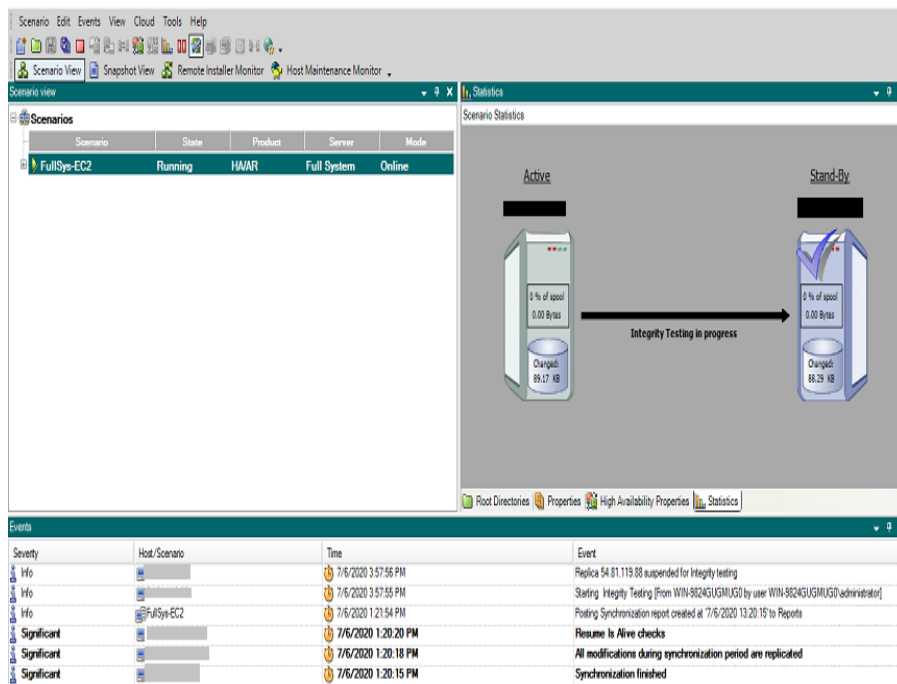 Scenario Edit Events View Cloud Tools Help
Scenario View Snapshot View Remote Installer Monitor Host Maintenance Monitor
Scenario view
Scenarios
Scenario State Product Server Mode
FullSys-EC2 Running HA/AR Full System Online
Statistics
Scenario Statistics
Active
Stand-By
0 % of spool
0.00 Bytes
Changed:
89.17 KB
Integrity Testing in progress
0 % of spool
0.00 Bytes
Changed:
88.29 KB
Root Directories Properties High Availability Properties Statistics
Events
Severity Host/Scenario Time Event
Info 7/6/2020 3:57:56 PM Replica 54.81.119.88 suspended for Integrity testing
Info 7/6/2020 3:57:55 PM Starting Integrity Testing [From WIN-9824GUGMUG0 by user WIN-9824GUGMUG0\administrator]
Info FullSys-EC2 7/6/2020 1:21:54 PM Posting Synchronization report created at '7/6/2020 13:20:15' to Reports
Significant 7/6/2020 1:20:20 PM Resume Is Alive checks
Significant 7/6/2020 1:20:18 PM All modifications during synchronization period are replicated
Significant 7/6/2020 1:20:15 PM Synchronization finished